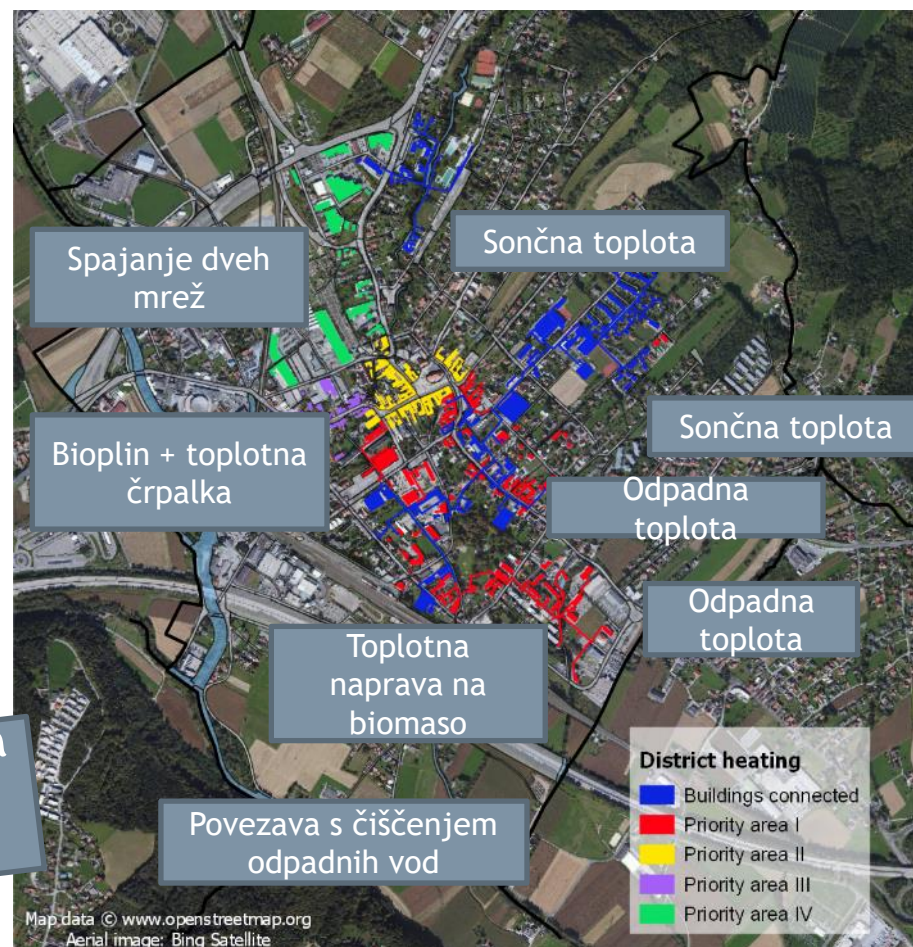 Spajanje dveh
mrež
Sončna toplota
Bioplin + toplotna
črpalka
Sončna toplota
Odpadna
toplota
Odpadna
toplota
Toplotna
naprava na
biomaso
a
Povezava s čiščenjem
odpadnih vod
District heating
Buildings connected
Priority area I
Priority area II
Priority area III
Priority area IV
Map data © www.openstreetmap.org
Aerial image: Bing Satellite